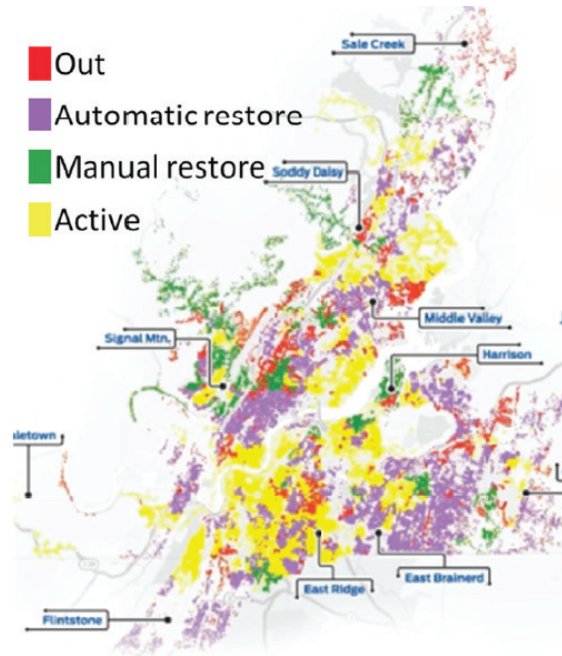 Sale Creek
Out
Automatic restore
Manual restore
Soddy Daisy
Active
Middle Valley
Signal Mtn.
Harrison
letown
East Brainerd
East Ridge
Flintstone